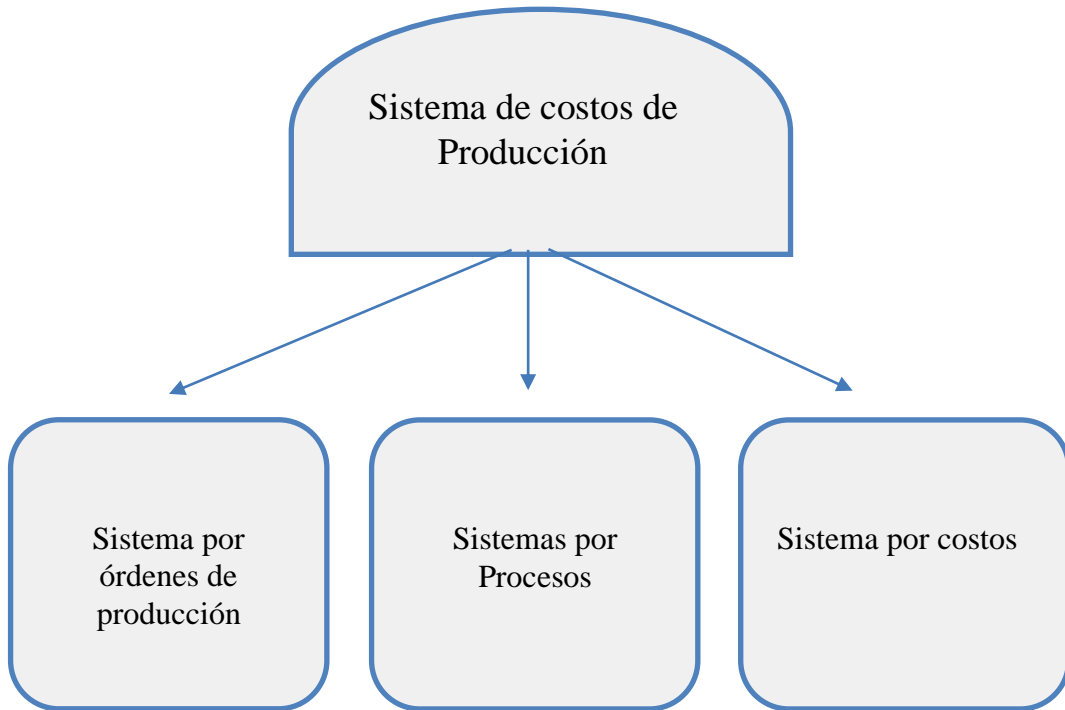 Sistema de costos de
Producción
Sistema por
órdenes de
producción
Sistemas por
Procesos
Sistema por costos